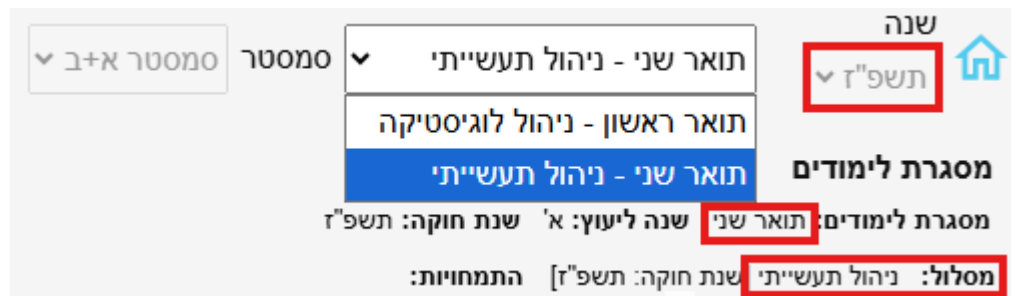 שנה
תשפ"ז
תואר שני - ניהול תעשייתי
סמסטר
סמסטר א+ב
תואר ראשון - ניהול לוגיסטיקה
תואר שני - ניהול תעשייתי
מסגרת לימודים
מסגרת לימודים: תואר שני שנה ליעוץ: א' שנת חוקה: תשפ"ז
מסלול: ניהול תעשייתי שנת חוקה: תשפ"ז] התמחויות: